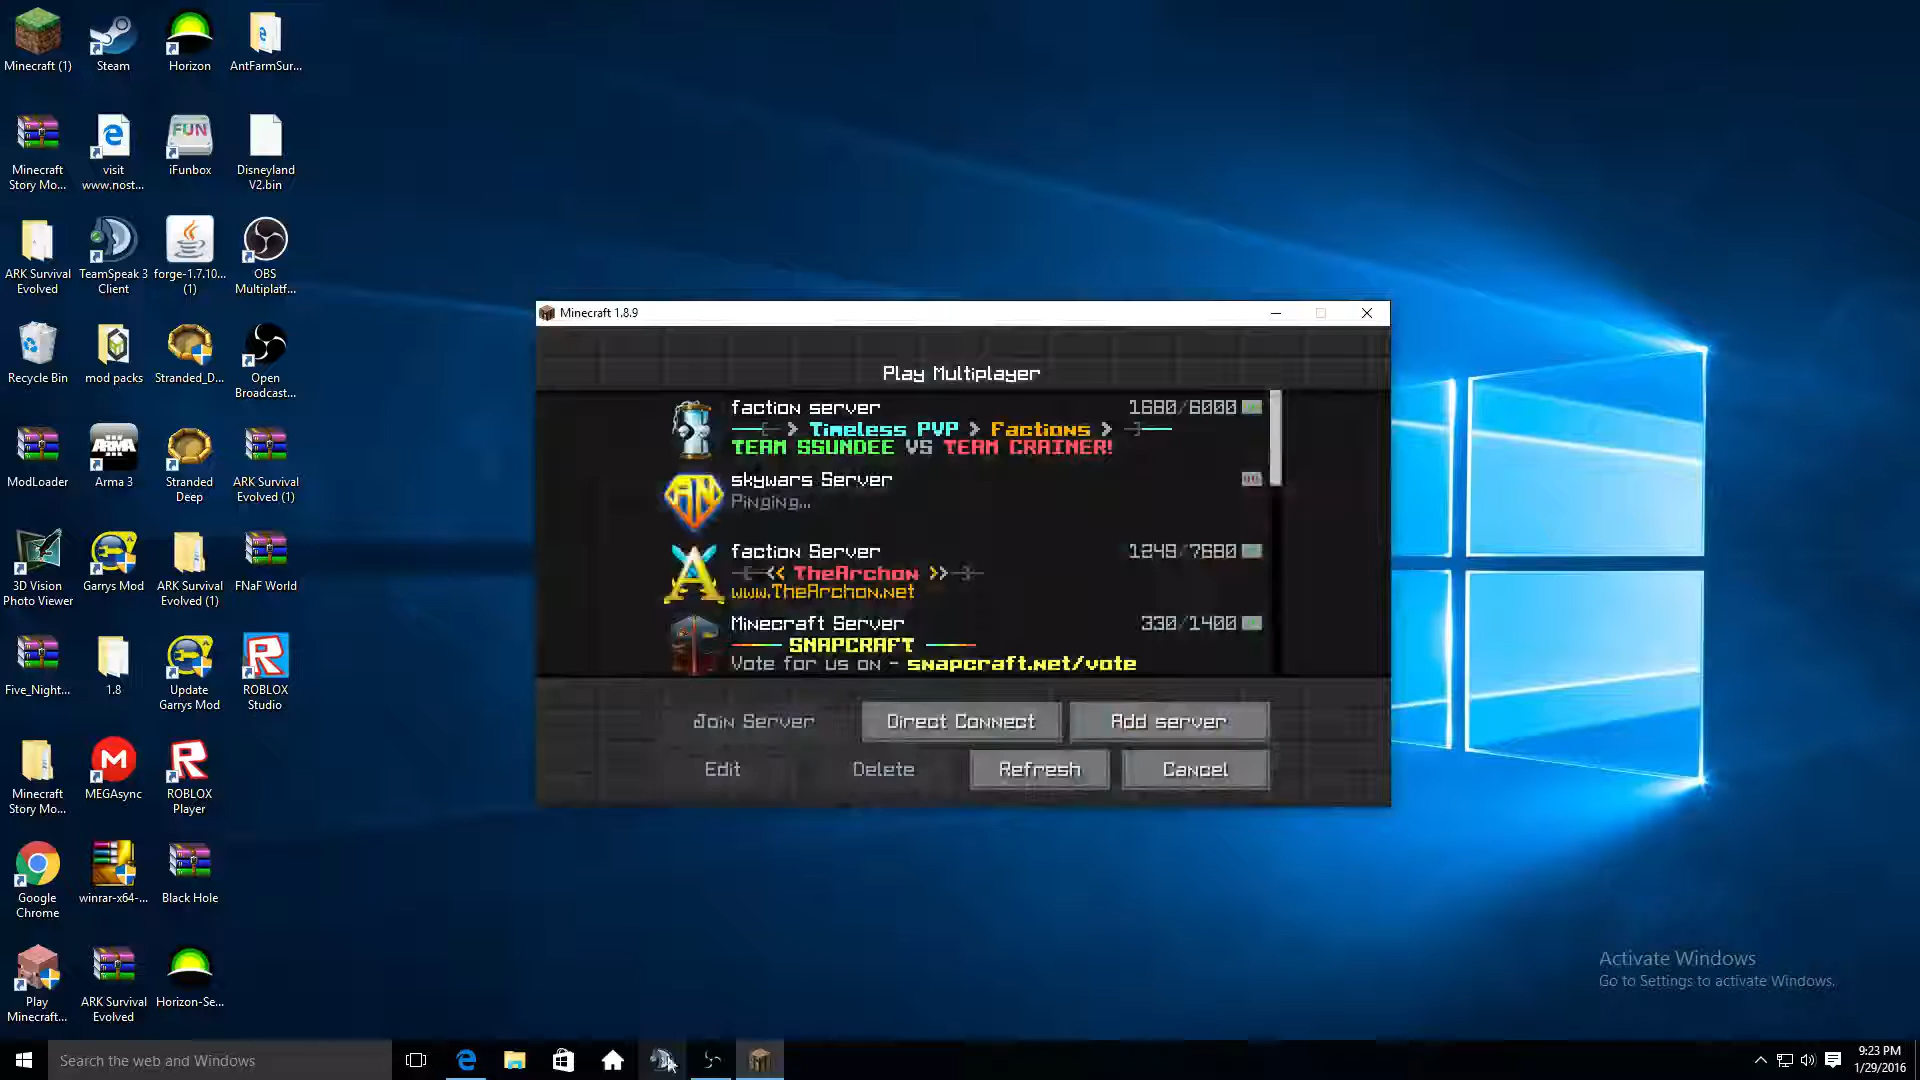 Minecraft (1)
Steam
Horizon
AntFarmSur...
Minecraft
Story Mo...
visit
www.nost...
FUN
iFunbox
Disneyland
V2.bin
ARK Survival
Evolved
TeamSpeak 3
Client
forge-1.7.10...
(1)
OBS
Multiplatf...
Recycle Bin
mod packs
Stranded_D...
Open
Broadcast...
ModLoader
ARMA
Arma 3
Stranded
Deep
ARK Survival
Evolved (1)
3D Vision
Photo Viewer
Garrys Mod
ARK Survival
Evolved (1)
FNaF World
Five_Night...
1.8
Update
Garrys Mod
ROBLOX
Studio
Minecraft
Story Mo...
MEGAsync
ROBLOX
Player
Google
Chrome
winrar-x64-...
Black Hole
Play
Minecraft...
ARK Survival
Evolved
Horizon-Se...
Minecraft 1.8.9
Play Multiplayer
faction server
1680/6000
> Timeless PVP > Factions >
TEAM SSUNDEE VS TEAM CRAINER!
skywars Server
Pinging...
faction Server
1249/7680
<< TheArchon >>
www.TheArchon.net
Minecraft Server
330/1400
SNAPCRAFT
Vote for us on - snapcraft.net/vote
Join Server
Direct Connect
Add server
Edit
Delete
Refresh
Cancel
Activate Windows
Go to Settings to activate Windows.
Search the web and Windows
9:23 PM
1/29/2016